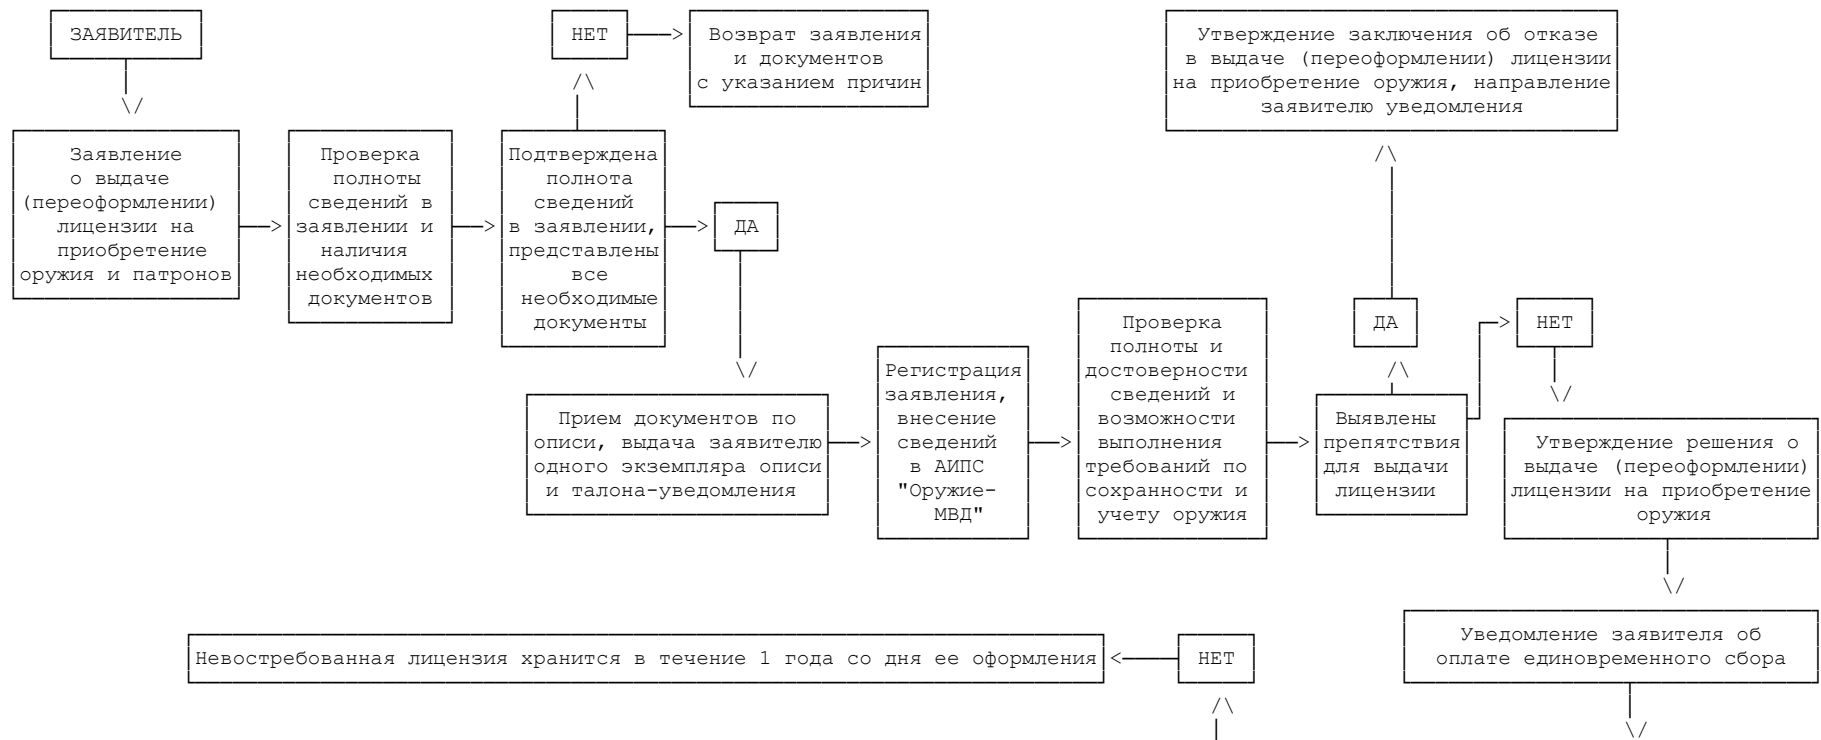 ЗАЯВИТЕЛЬ
НЕТ
Возврат заявления
и документов
с указанием причин
Утверждение заключения об отказе
в выдаче (переоформлении) лицензии
на приобретение оружия, направление
заявителю уведомления
Заявление
о выдаче
(переоформлении)
лицензии на
приобретение
оружия и патронов
Проверка
полноты
сведений в
заявлении и
наличия
необходимых
документов
Подтверждена
полнота
сведений
в заявлении,
представлены
все
необходимые
документы
ДА
Прием документов по
описи, выдача заявителю
одного экземпляра описи
и талона-уведомления
Регистрация
заявления,
внесение
сведений
в АИПС
"Оружие-
МВД"
Проверка
полноты и
достоверности
сведений и
возможности
выполнения
требований по
сохранности и
учету оружия
ДА
НЕТ
Выявлены
препятствия
для выдачи
лицензии
Утверждение решения о
выдаче (переоформлении)
лицензии на приобретение
оружия
Уведомление заявителя об
оплате единовременного сбора
НЕТ
Невостребованная лицензия хранится в течение 1 года со дня ее оформления